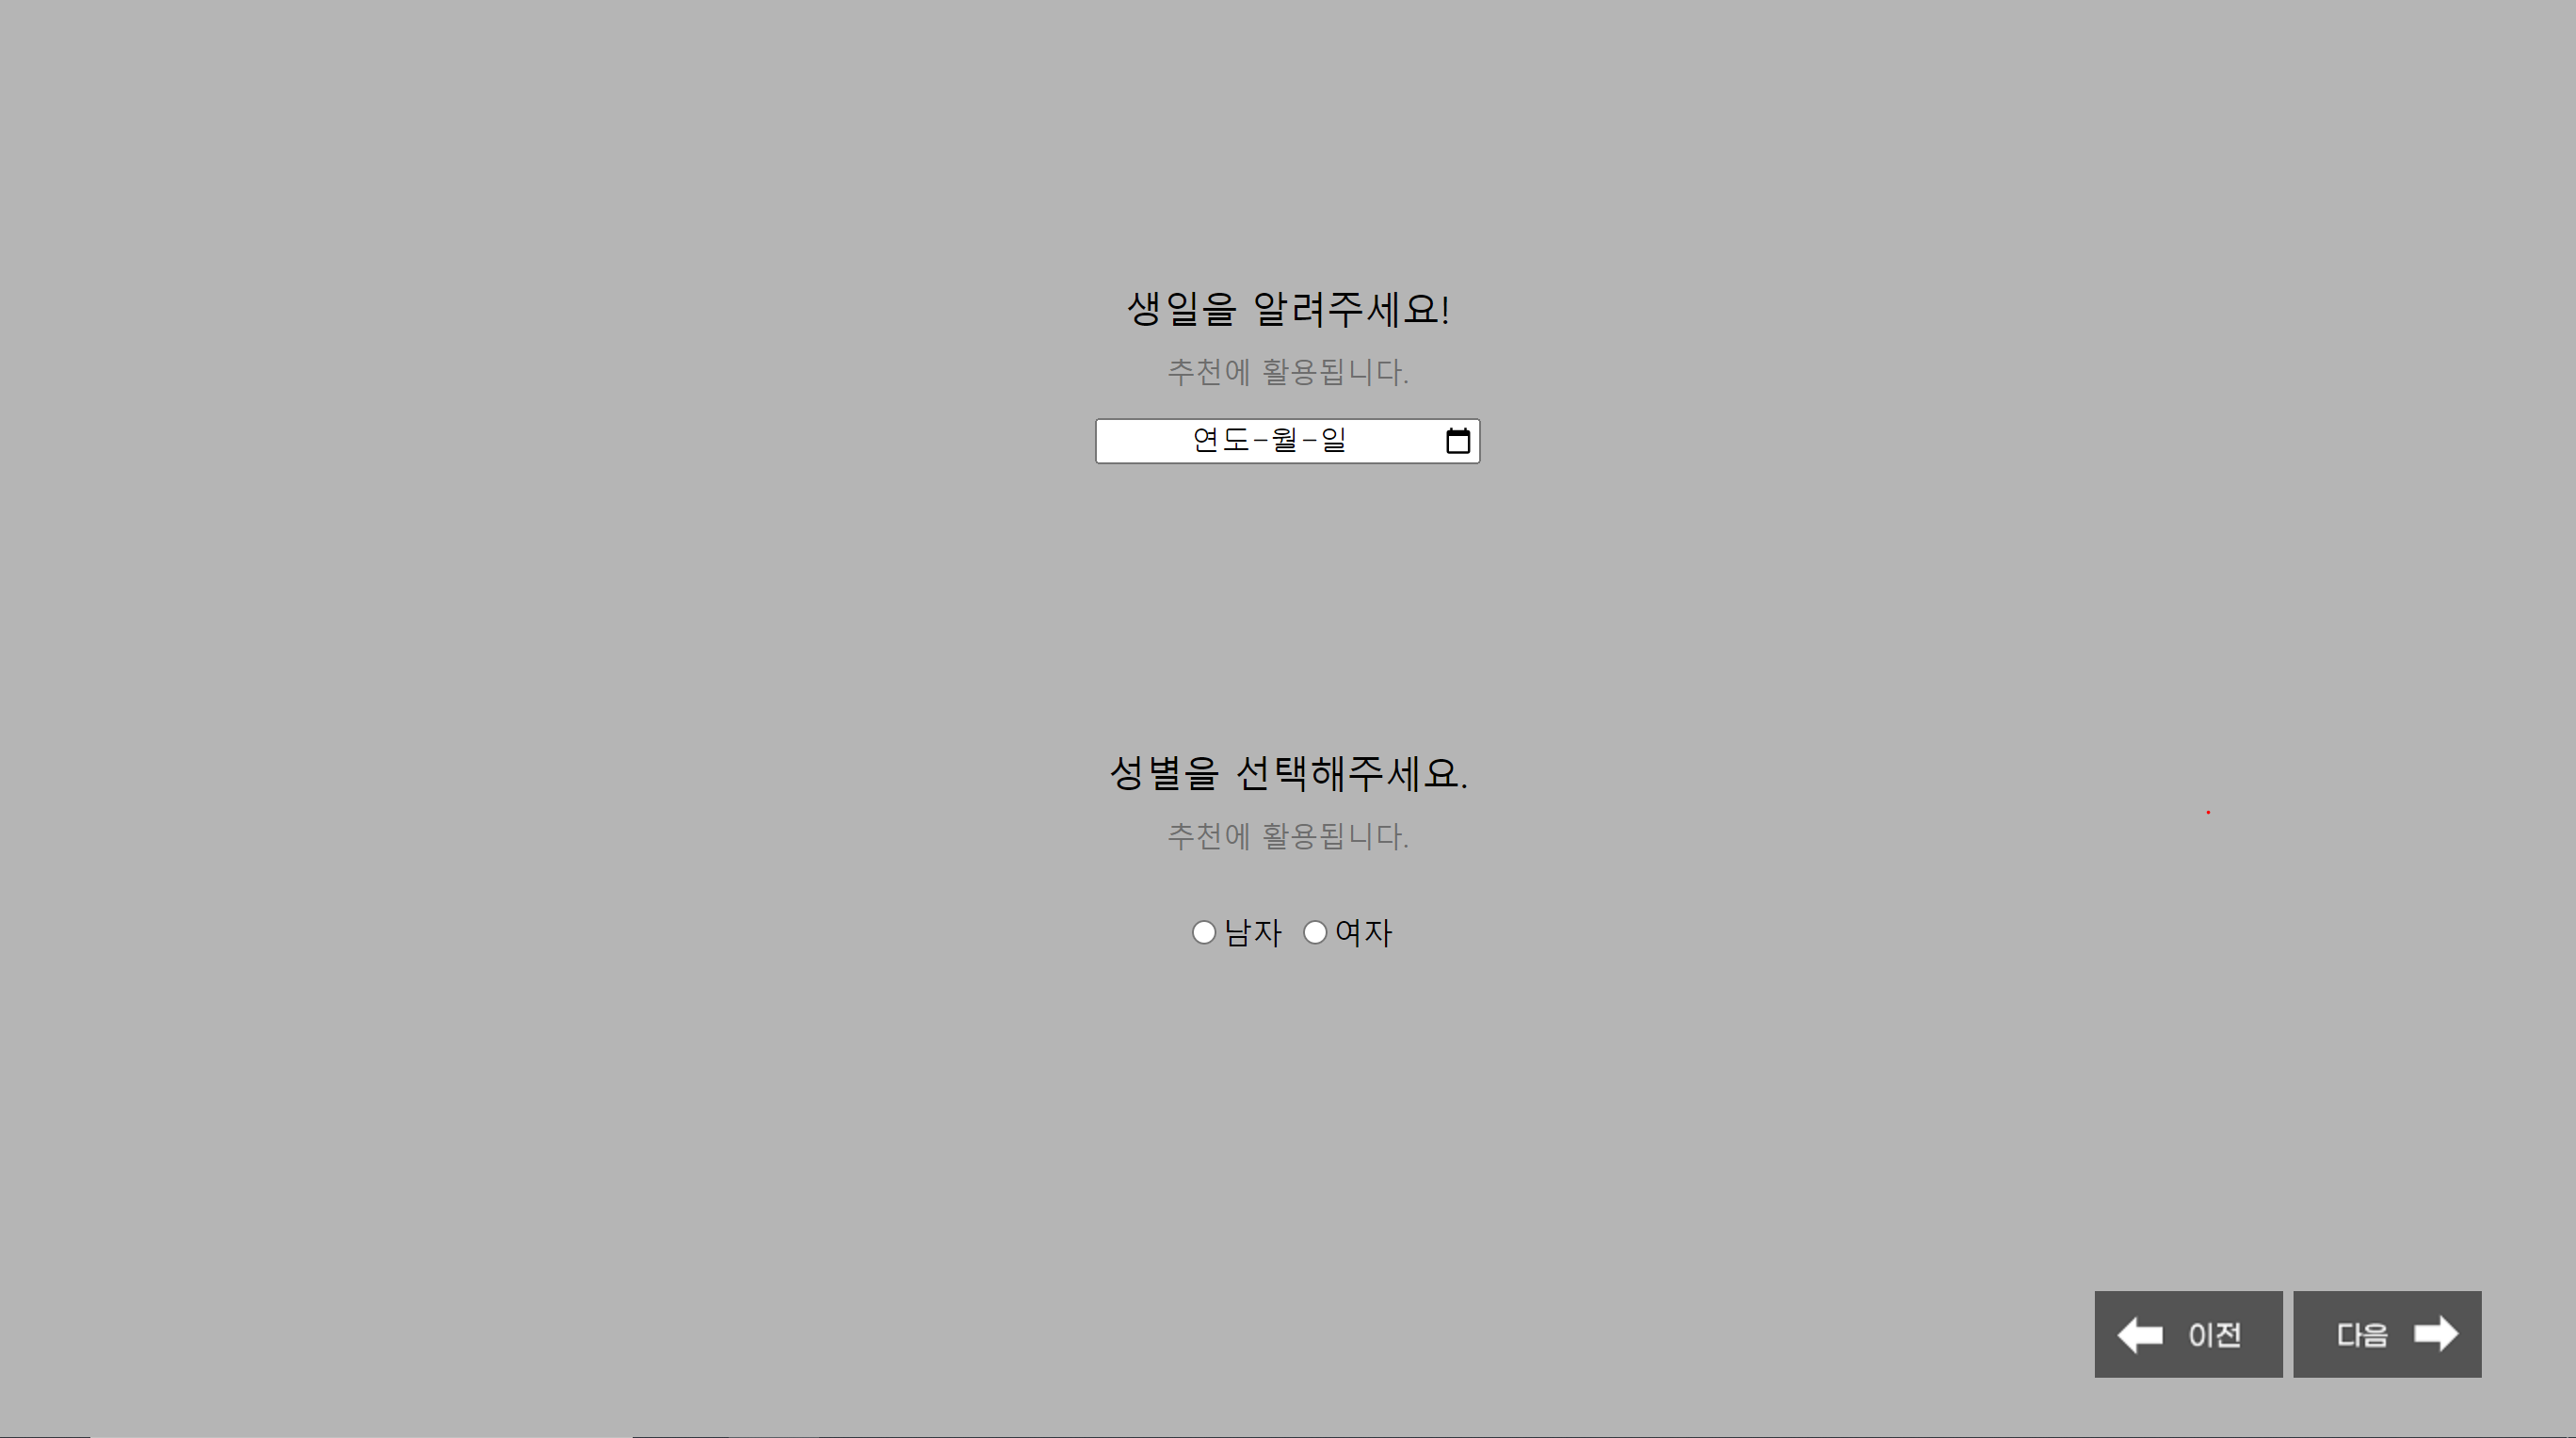 생일을 알려주세요!
추천에 활용됩니다.
연도-월-일
성별을 선택해주세요.
추천에 활용됩니다.
남자 여자
이전 다음